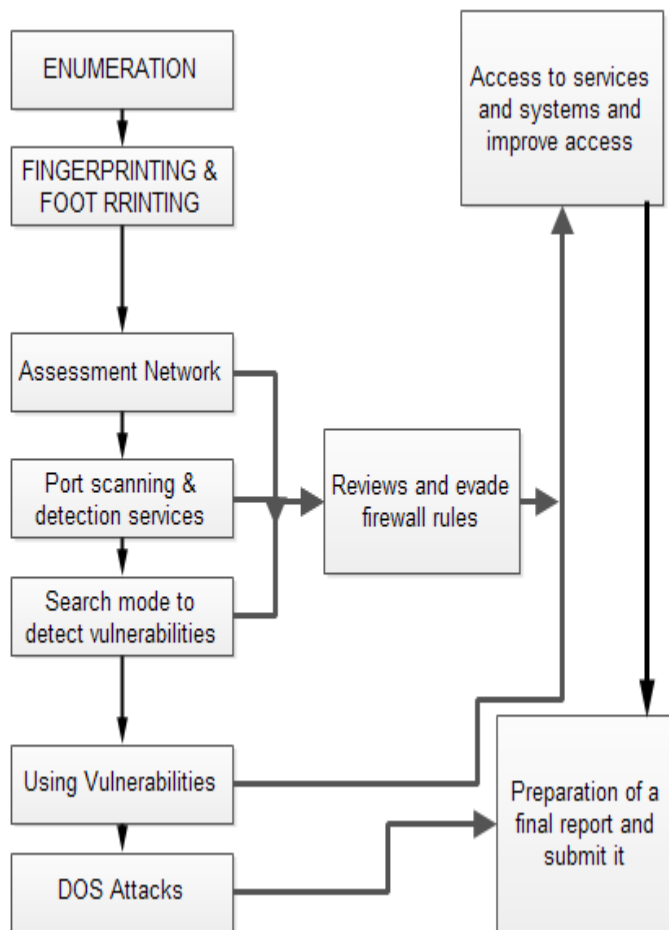 ENUMERATION
FINGERPRINTING &
FOOT RRINTING
Assessment Network
Port scanning &
detection services
Search mode to
detect vulnerabilities
Using Vulnerabilities
DOS Attacks
Reviews and evade
firewall rules
Access to services
and systems and
improve access
Preparation of a
final report and
submit it